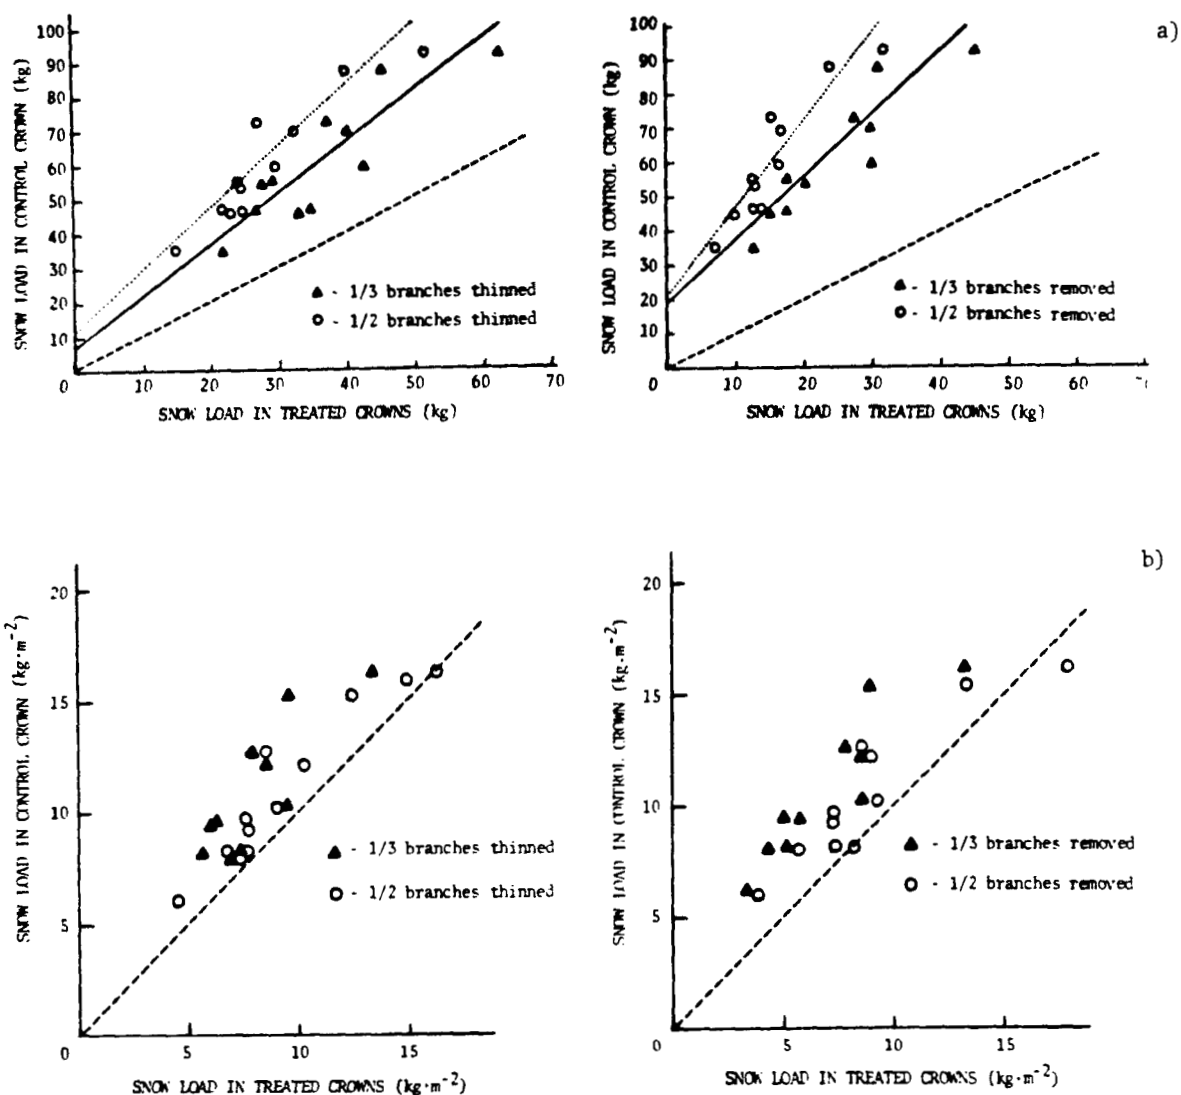 a)
SNOW LOAD IN CONTROL CROWN (kg)
100
90
80
70
60
50
40
30
20
10
0 10 20 30 40 50 60 70
SNOW LOAD IN TREATED CROWNS (kg)
- 1/3 branches thinned
- 1/2 branches thinned
SNOW LOAD IN CONTROL CROWN (kg)
100
90
80
70
60
50
40
30
20
10
0 10 20 30 40 50 60
SNOW LOAD IN TREATED CROWNS (kg)
- 1/3 branches removed
- 1/2 branches removed
b)
SNOW LOAD IN CONTROL CROWN (kg·m⁻²)
20
15
10
5
0 5 10 15
SNOW LOAD IN TREATED CROWNS (kg·m⁻²)
- 1/3 branches thinned
- 1/2 branches thinned
SNOW LOAD IN CONTROL CROWN (kg.m⁻²)
20
15
10
5
0 5 10 15
SNOW LOAD IN TREATED CROWNS (kg·m⁻²)
- 1/3 branches removed
- 1/2 branches removed